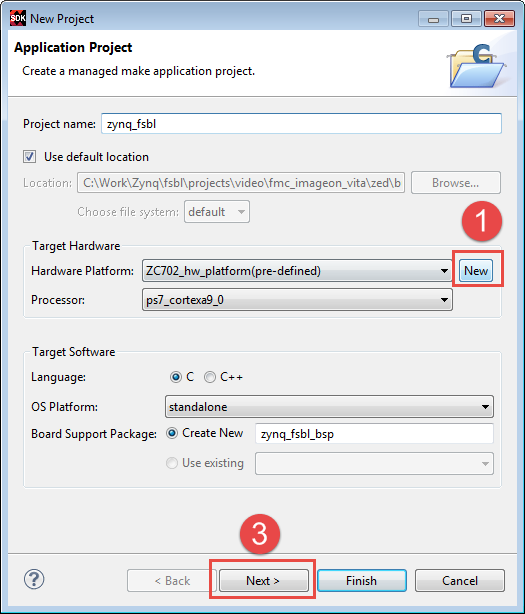 SDK New Project
Application Project
Create a managed make application project.
C
Project name: zynq_fsbl
Use default location
Location: C:\Work\Zynq\fsbl\projects\video\fmc_imageon_vita\zed\b Browse...
Choose file system: default
1
Target Hardware
Hardware Platform: ZC702_hw_platform(pre-defined) New
Processor: ps7_cortexa9_0
Target Software
Language: C C++
OS Platform: standalone
Board Support Package: Create New zynq_fsbl_bsp
Use existing
3
? < Back Next > Finish Cancel